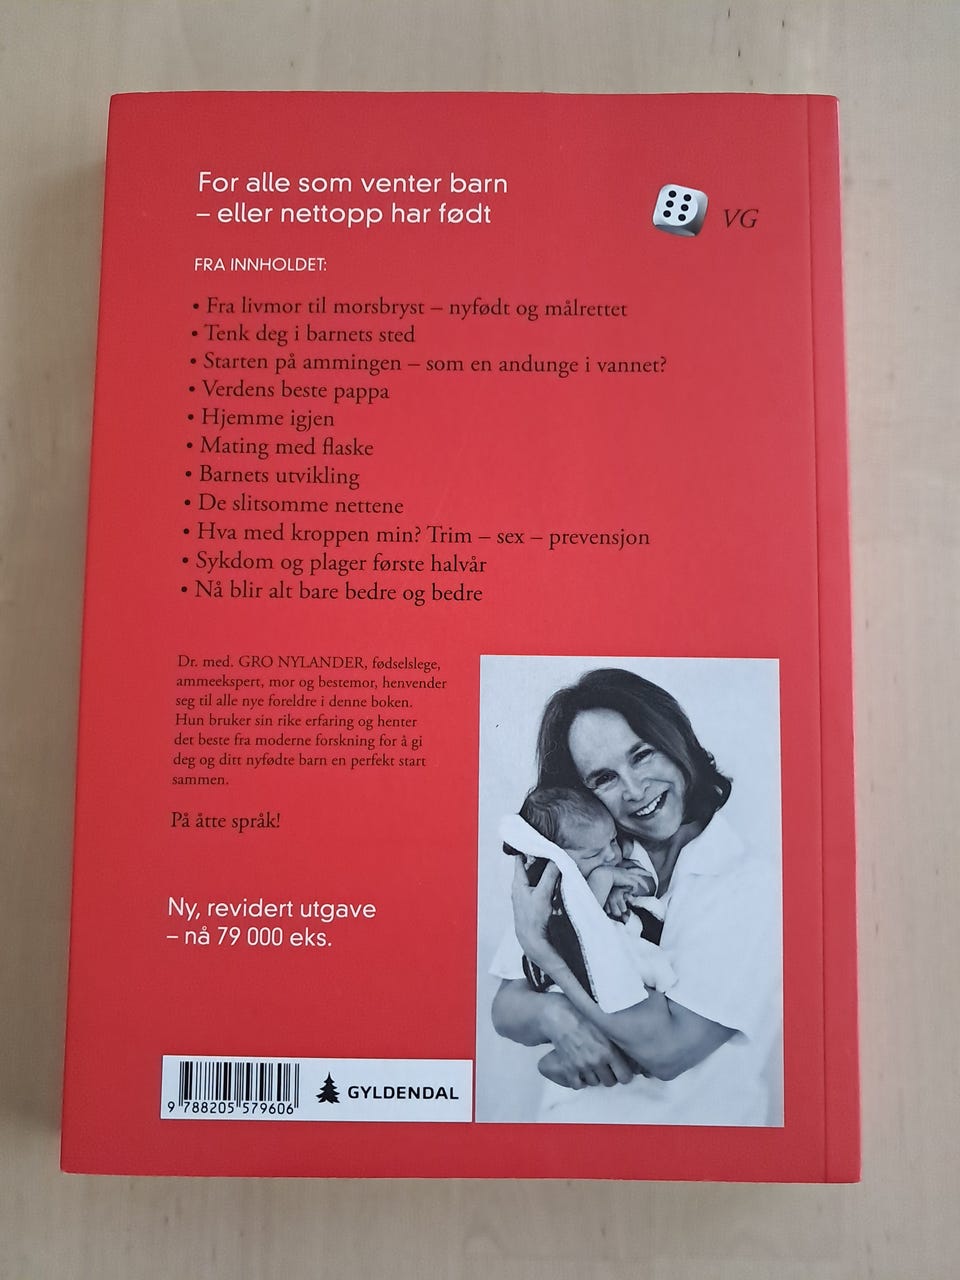 For alle som venter barn
– eller nettopp har født
VG
FRA INNHOLDET:
• Fra livmor til morsbryst – nyfødt og målrettet
• Tenk deg i barnets sted
• Starten på ammingen – som en andunge i vannet?
• Verdens beste pappa
• Hjemme igjen
• Mating med flaske
• Barnets utvikling
• De slitsomme nettene
• Hva med kroppen min? Trim – sex – prevensjon
• Sykdom og plager første halvår
• Nå blir alt bare bedre og bedre
Dr. med. GRO NYLANDER, fødselslege,
ammeekspert, mor og bestemor, henvender
seg til alle nye foreldre i denne boken.
Hun bruker sin rike erfaring og henter
det beste fra moderne forskning for å gi
deg og ditt nyfødte barn en perfekt start
sammen.
På åtte språk!
Ny, revidert utgave
– nå 79 000 eks.
9 788205 579606
GYLDENDAL